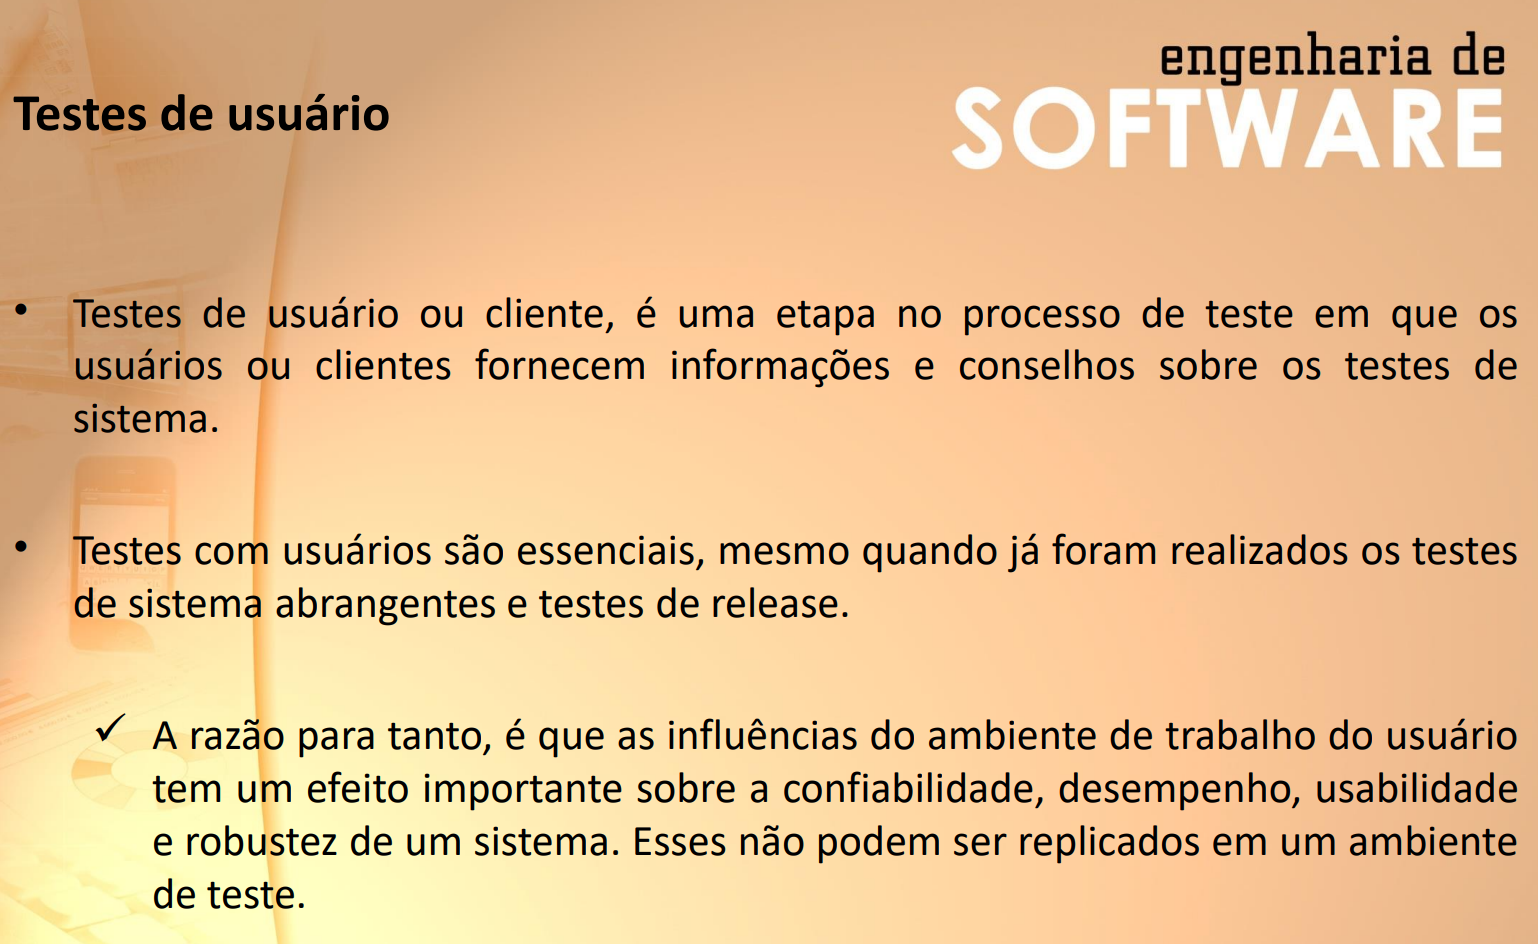 engenharia de
SOFTWARE
Testes de usuário
• Testes de usuário ou cliente, é uma etapa no processo de teste em que os
usuários ou clientes fornecem informações e conselhos sobre os testes de
sistema.
• Testes com usuários são essenciais, mesmo quando já foram realizados os testes
de sistema abrangentes e testes de release.
✓ A razão para tanto, é que as influências do ambiente de trabalho do usuário
tem um efeito importante sobre a confiabilidade, desempenho, usabilidade
e robustez de um sistema. Esses não podem ser replicados em um ambiente
de teste.